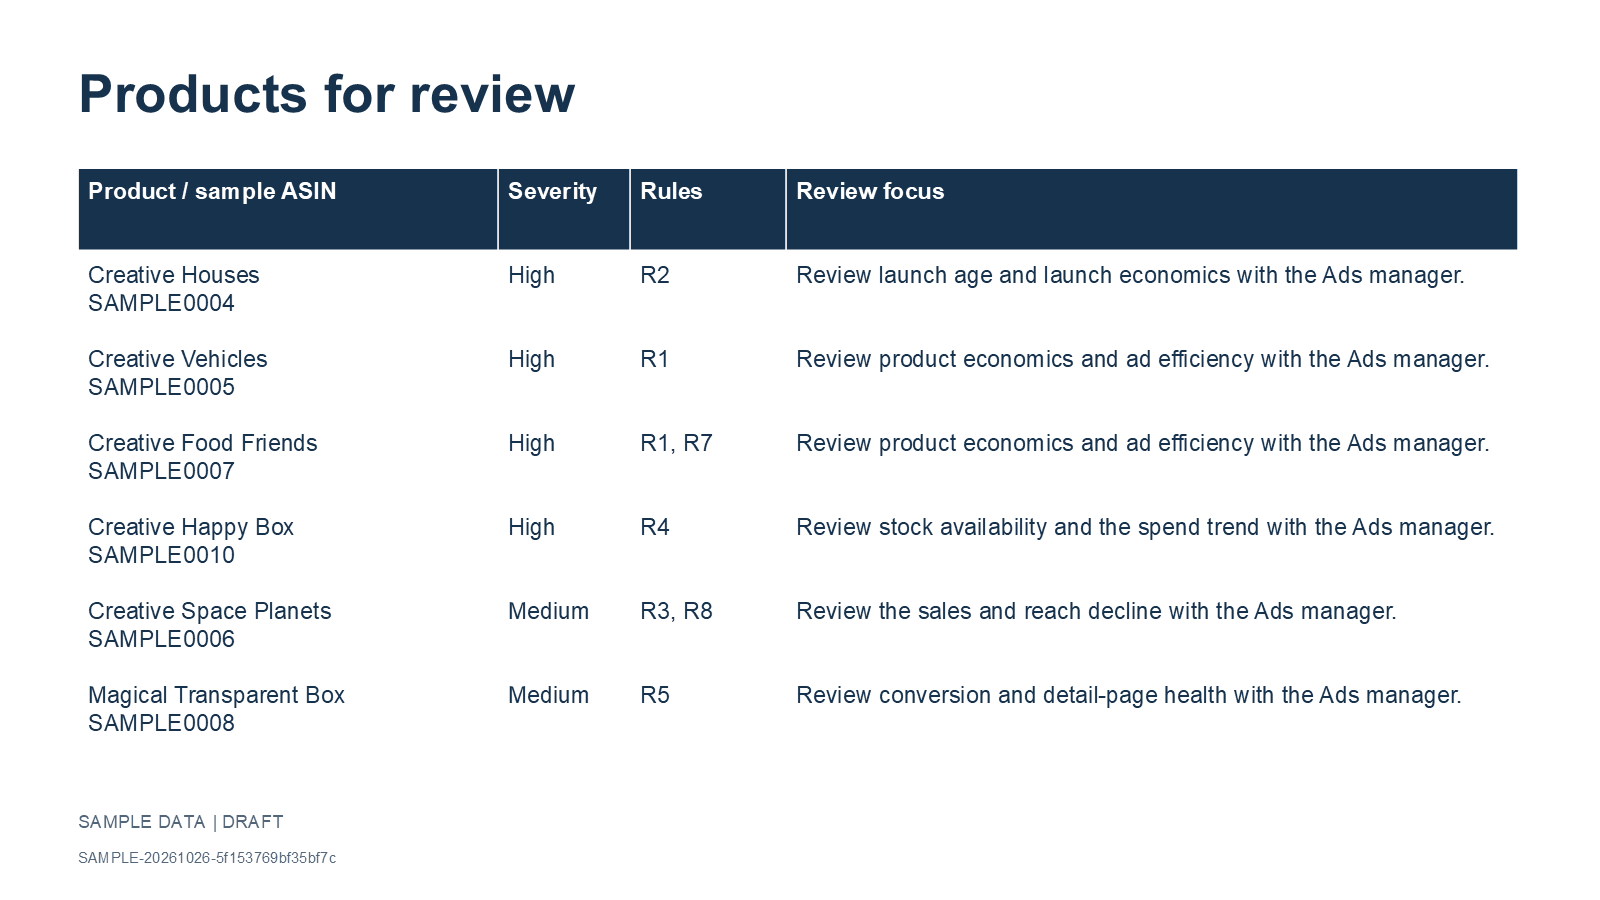 Products for review
Product / sample ASIN Severity Rules Review focus
Creative Houses High R2 Review launch age and launch economics with the Ads manager.
SAMPLE0004
Creative Vehicles High R1 Review product economics and ad efficiency with the Ads manager.
SAMPLE0005
Creative Food Friends High R1, R7 Review product economics and ad efficiency with the Ads manager.
SAMPLE0007
Creative Happy Box High R4 Review stock availability and the spend trend with the Ads manager.
SAMPLE0010
Creative Space Planets Medium R3, R8 Review the sales and reach decline with the Ads manager.
SAMPLE0006
Magical Transparent Box Medium R5 Review conversion and detail-page health with the Ads manager.
SAMPLE0008
SAMPLE DATA | DRAFT
SAMPLE-20261026-5f153769bf35bf7c